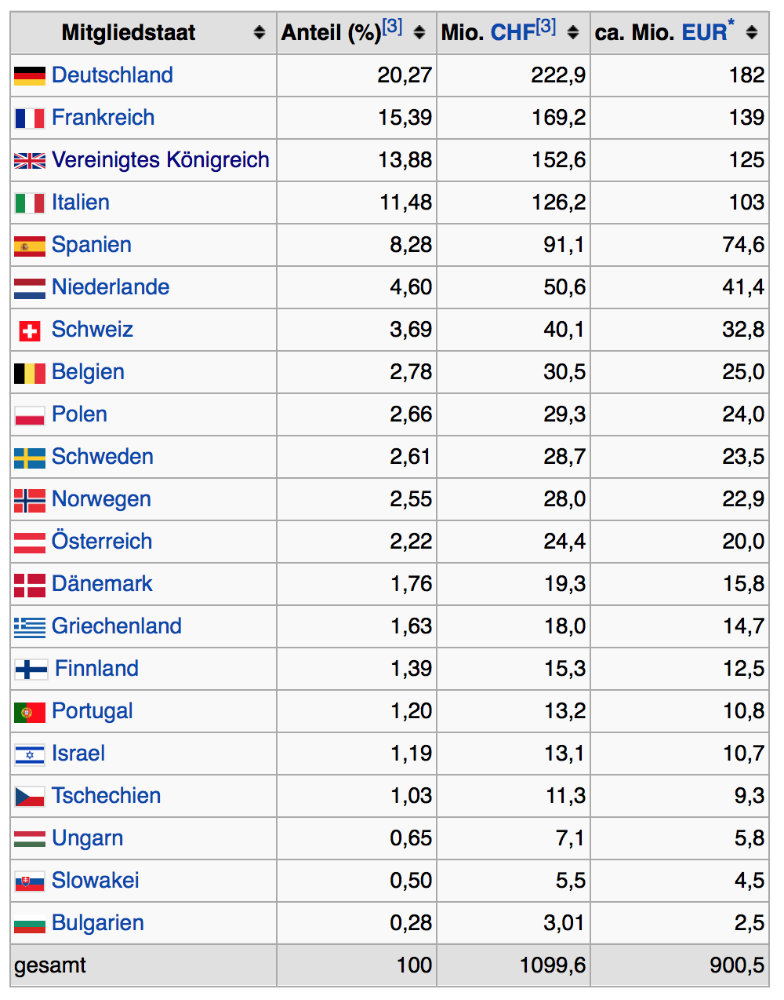 Mitgliedstaat Anteil (%)[3] Mio. CHF[3] ca. Mio. EUR*
Deutschland 20,27 222,9 182
Frankreich 15,39 169,2 139
Vereinigtes Königreich 13,88 152,6 125
Italien 11,48 126,2 103
Spanien 8,28 91,1 74,6
Niederlande 4,60 50,6 41,4
Schweiz 3,69 40,1 32,8
Belgien 2,78 30,5 25,0
Polen 2,66 29,3 24,0
Schweden 2,61 28,7 23,5
Norwegen 2,55 28,0 22,9
Österreich 2,22 24,4 20,0
Dänemark 1,76 19,3 15,8
Griechenland 1,63 18,0 14,7
Finnland 1,39 15,3 12,5
Portugal 1,20 13,2 10,8
Israel 1,19 13,1 10,7
Tschechien 1,03 11,3 9,3
Ungarn 0,65 7,1 5,8
Slowakei 0,50 5,5 4,5
Bulgarien 0,28 3,01 2,5
gesamt 100 1099,6 900,5